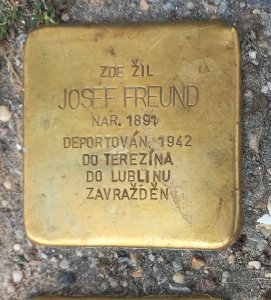 ZDE ŽIL
JOSEF FREUND
NAR. 1891
DEPORTOVÁN 1942
DO TEREZÍNA
DO LUBLINU
ZAVRAŽDĚN